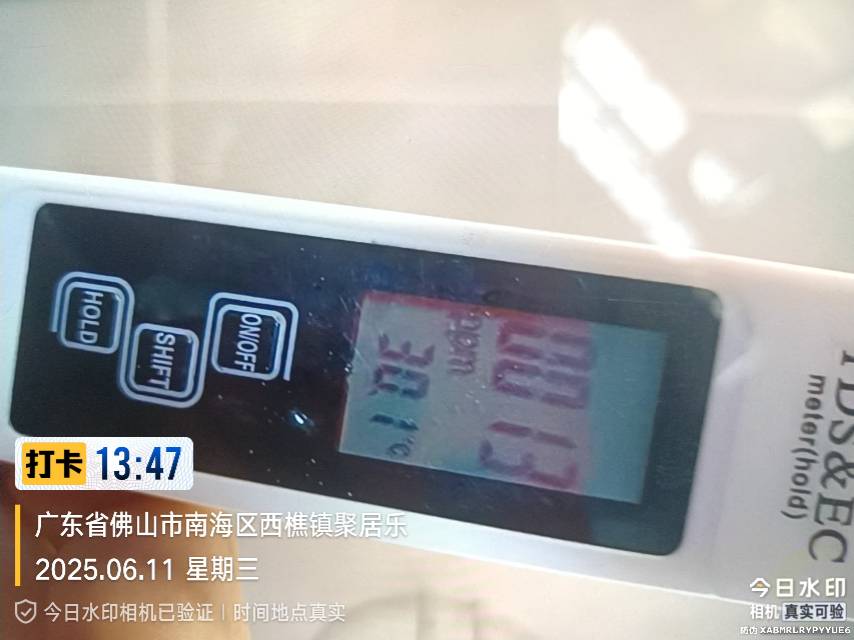 HOLD
SHIFT
ON/OFF
0013
ppm
30.1°C
TDS&EC
meter(hold)
打卡 13:47
广东省佛山市南海区西樵镇聚居乐
2025.06.11 星期三
今日水印相机已验证 | 时间地点真实
今日水印
相机 真实可验
防伪 XABMRLRYPYYUE6